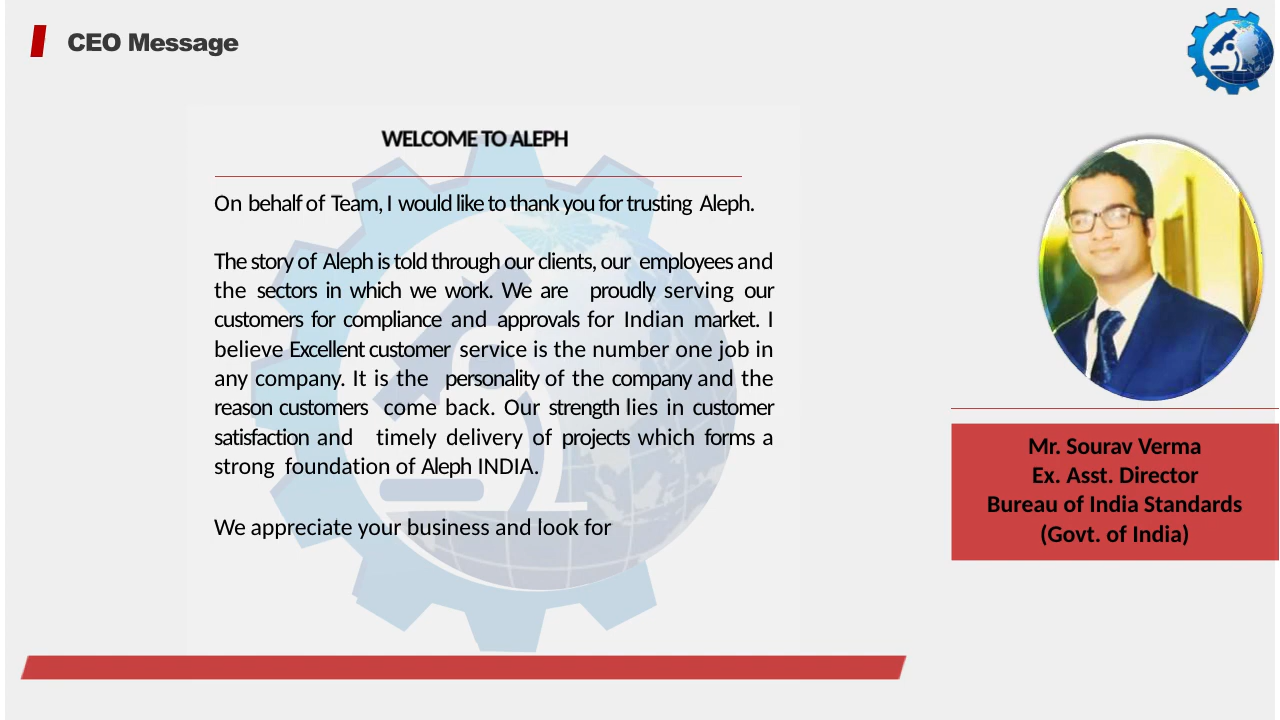 CEO Message
WELCOME TO ALEPH
On behalf of Team, I would like to thank you for trusting Aleph.
The story of Aleph is told through our clients, our employees and
the sectors in which we work. We are proudly serving our
customers for compliance and approvals for Indian market. I
believe Excellent customer service is the number one job in
any company. It is the personality of the company and the
reason customers come back. Our strength lies in customer
satisfaction and timely delivery of projects which forms a
strong foundation of Aleph INDIA.
We appreciate your business and look for
Mr. Sourav Verma
Ex. Asst. Director
Bureau of India Standards
(Govt. of India)